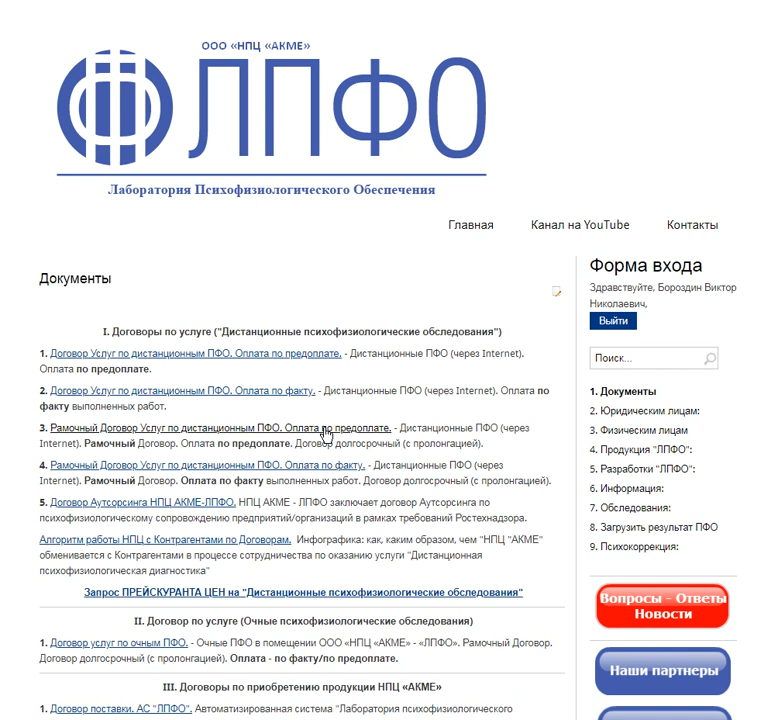 ООО «НПЦ «АКМЕ»
ЛПФО
Лаборатория Психофизиологического Обеспечения
Главная Канал на YouTube Контакты
Документы
I. Договоры по услуге ("Дистанционные психофизиологические обследования")
1. Договор Услуг по дистанционным ПФО. Оплата по предоплате. - Дистанционные ПФО (через Internet).
Оплата по предоплате.
2. Договор Услуг по дистанционным ПФО. Оплата по факту. - Дистанционные ПФО (через Internet). Оплата по
факту выполненных работ.
3. Рамочный Договор Услуг по дистанционным ПФО. Оплата по предоплате. - Дистанционные ПФО (через
Internet). Рамочный Договор. Оплата по предоплате. Договор долгосрочный (с пролонгацией).
4. Рамочный Договор Услуг по дистанционным ПФО. Оплата по факту. - Дистанционные ПФО (через
Internet). Рамочный Договор. Оплата по факту выполненных работ. Договор долгосрочный (с пролонгацией).
5. Договор Аутсорсинга НПЦ АКМЕ-ЛПФО. НПЦ АКМЕ - ЛПФО заключает договор Аутсорсинга по
психофизиологическому сопровождению предприятий/организаций в рамках требований Ростехнадзора.
Алгоритм работы НПЦ с Контрагентами по Договорам. Инфографика: как, каким образом, чем "НПЦ "АКМЕ"
обменивается с Контрагентами в процессе сотрудничества по оказанию услуги "Дистанционная
психофизиологическая диагностика"
Запрос ПРЕЙСКУРАНТА ЦЕН на "Дистанционные психофизиологические обследования"
II. Договор по услуге (Очные психофизиологические обследования)
1. Договор услуг по очным ПФО. - Очные ПФО в помещении ООО «НПЦ «АКМЕ» - «ЛПФО». Рамочный Договор.
Договор долгосрочный (с пролонгацией). Оплата - по факту/по предоплате.
III. Договоры по приобретению продукции НПЦ «АКМЕ»
1. Договор поставки. АС "ЛПФО". Автоматизированная система "Лаборатория психофизиологического
Форма входа
Здравствуйте, Бороздин Виктор
Николаевич,
Выйти
Поиск...
1. Документы
2. Юридическим лицам:
3. Физическим лицам
4. Продукция "ЛПФО":
5. Разработки "ЛПФО":
6. Информация:
7. Обследования:
8. Загрузить результат ПФО
9. Психокоррекция:
Вопросы - Ответы
Новости
Наши партнеры